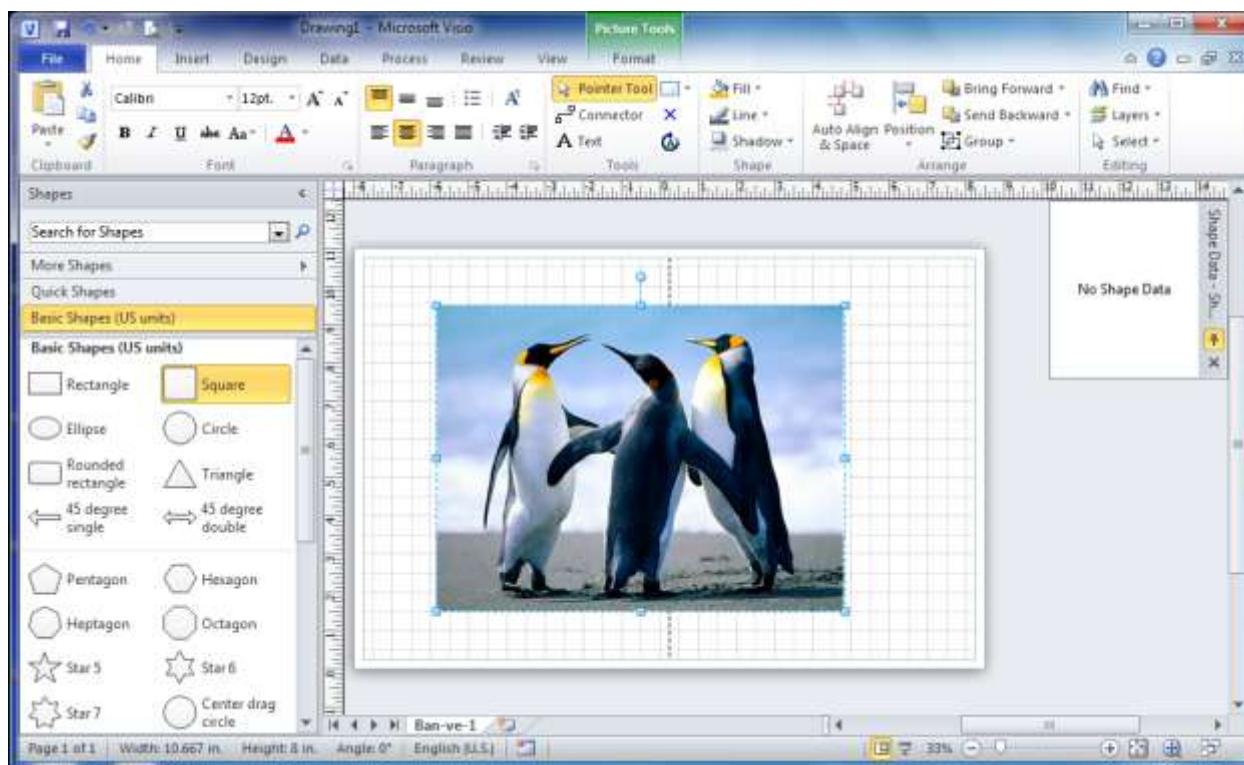 Drawing1 - Microsoft Visio
Picture Tools
File Home Insert Design Data Process Review View Format
Paste
Calibri 12pt.
B I U abc Aa A
Pointer Tool
Connector
A Text
Fill
Line
Shadow
Auto Align & Space
Position
Bring Forward
Send Backward
Group
Find
Layers
Select
Clipboard Font Paragraph Tools Shape Arrange Editing
Shapes
Search for Shapes
More Shapes
Quick Shapes
Basic Shapes (US units)
Basic Shapes (US units)
Rectangle Square
Ellipse Circle
Rounded rectangle Triangle
45 degree single 45 degree double
Pentagon Hexagon
Heptagon Octagon
Star 5 Star 6
Star 7 Center drag circle
Shape Data - Sh...
No Shape Data
Ban-ve-1
Page 1 of 1 Width: 10.667 in. Height: 8 in. Angle: 0° English (U.S.) 33%